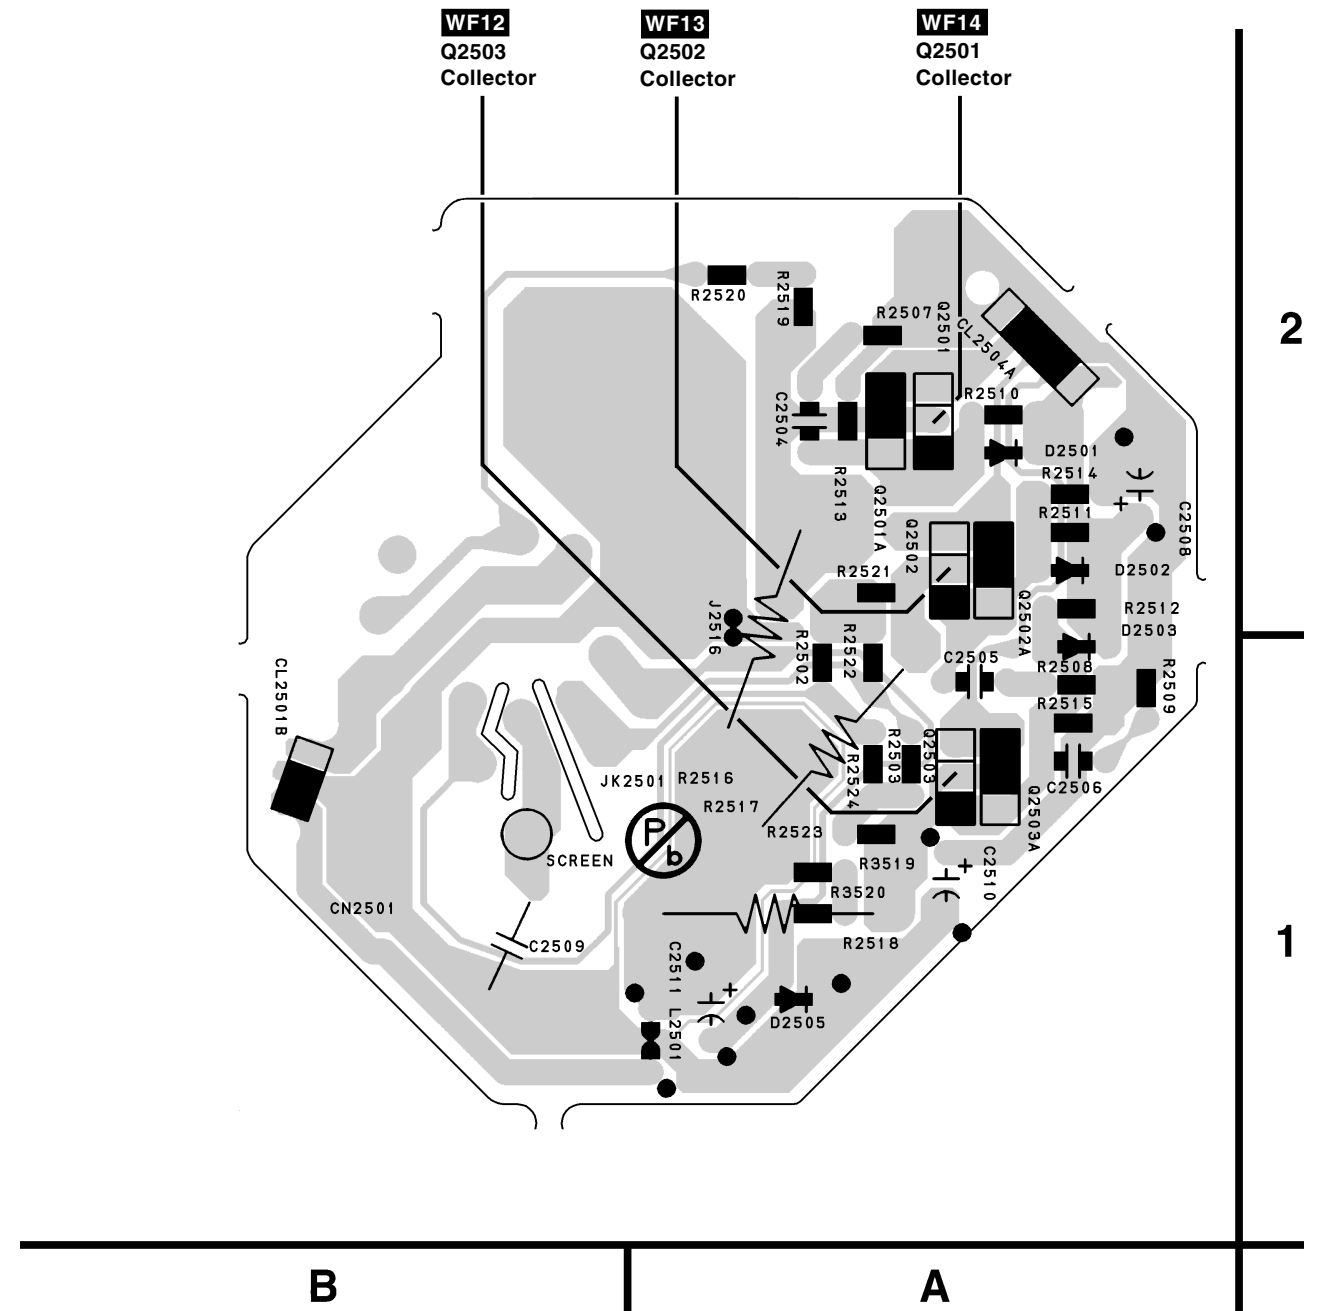 WF12
Q2503
Collector
WF13
Q2502
Collector
WF14
Q2501
Collector
2
R2520
R2519
R2507
Q2501
CL2504A
R2510
C2504
D2501
R2514
R2513
Q2501A
R2511
C2508
Q2502
R2521
D2502
J2516
Q2502A
R2512
D2503
R2502
R2522
C2505
R2508
R2509
CL2501B
R2515
JK2501
R2516
R2503
Q2503
R2524
C2506
Q2503A
R2517
R2523
P
b
SCREEN
R3519
C2510
R3520
CN2501
C2509
R2518
1
C2511
L2501
D2505
B
A